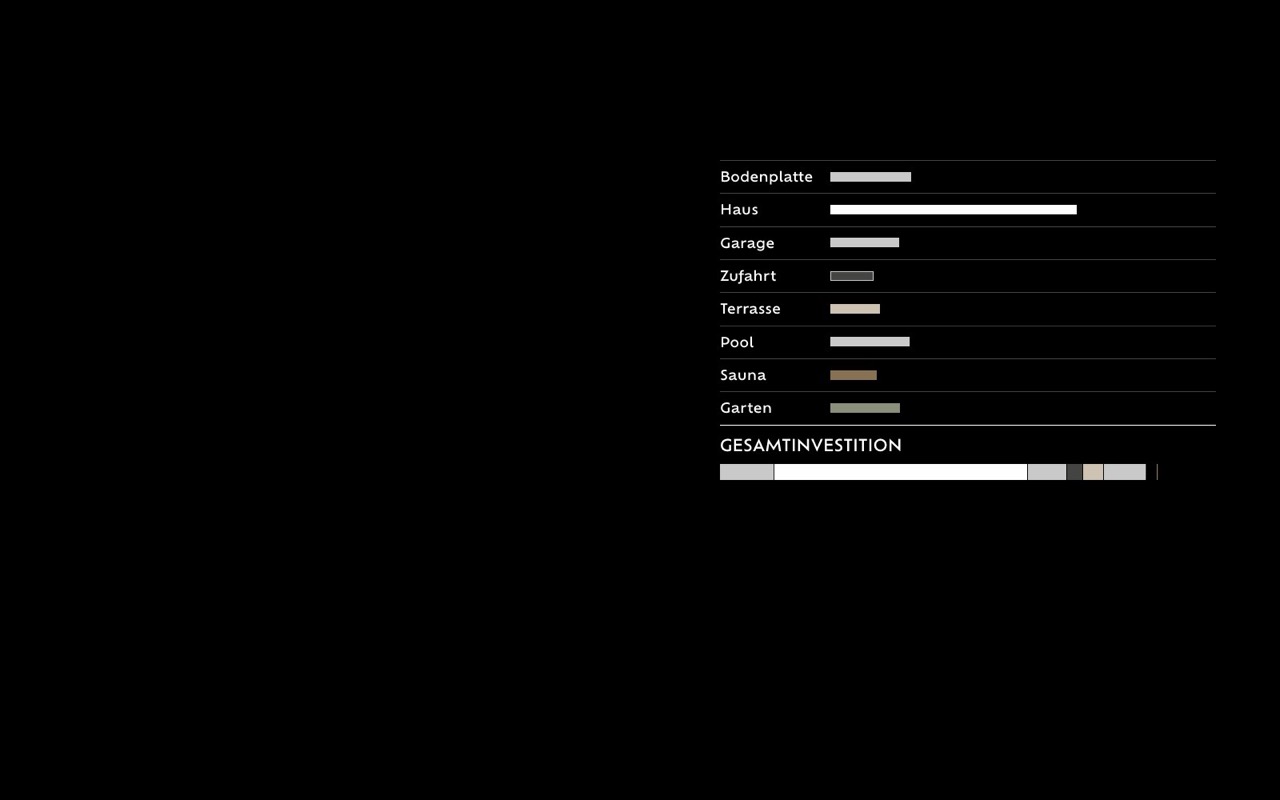 Bodenplatte
Haus
Garage
Zufahrt
Terrasse
Pool
Sauna
Garten
GESAMTINVESTITION